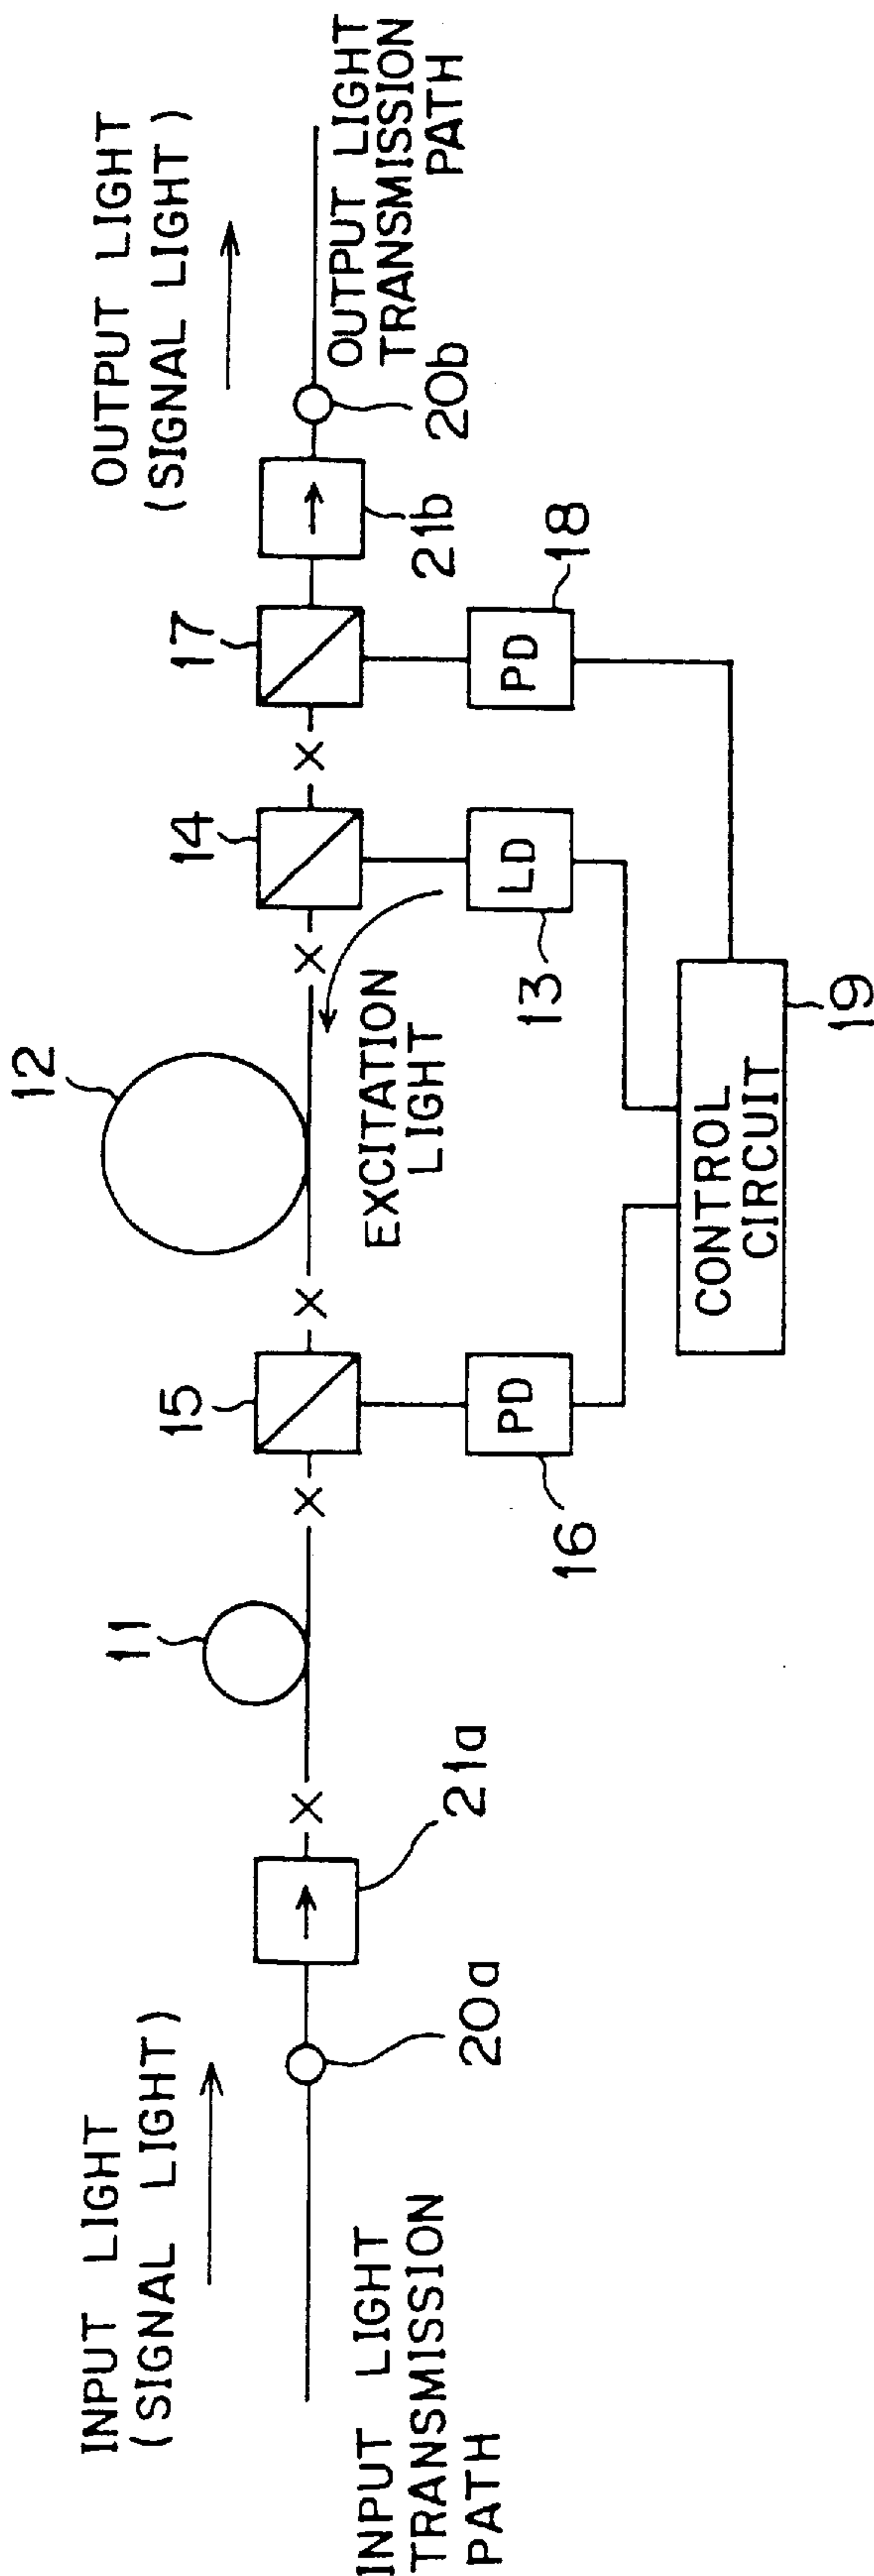 INPUT LIGHT
(SIGNAL LIGHT)
INPUT LIGHT
TRANSMISSION
PATH
20a
21a
11
15
PD
16
12
EXCITATION
LIGHT
14
LD
13
17
PD
18
CONTROL
CIRCUIT
19
21b
20b
OUTPUT LIGHT
(SIGNAL LIGHT)
OUTPUT LIGHT
TRANSMISSION
PATH